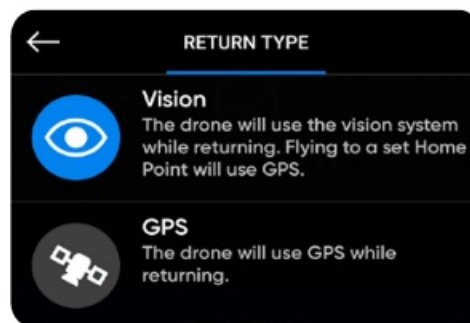 RETURN TYPE
Vision
The drone will use the vision system
while returning. Flying to a set Home
Point will use GPS.
GPS
The drone will use GPS while
returning.